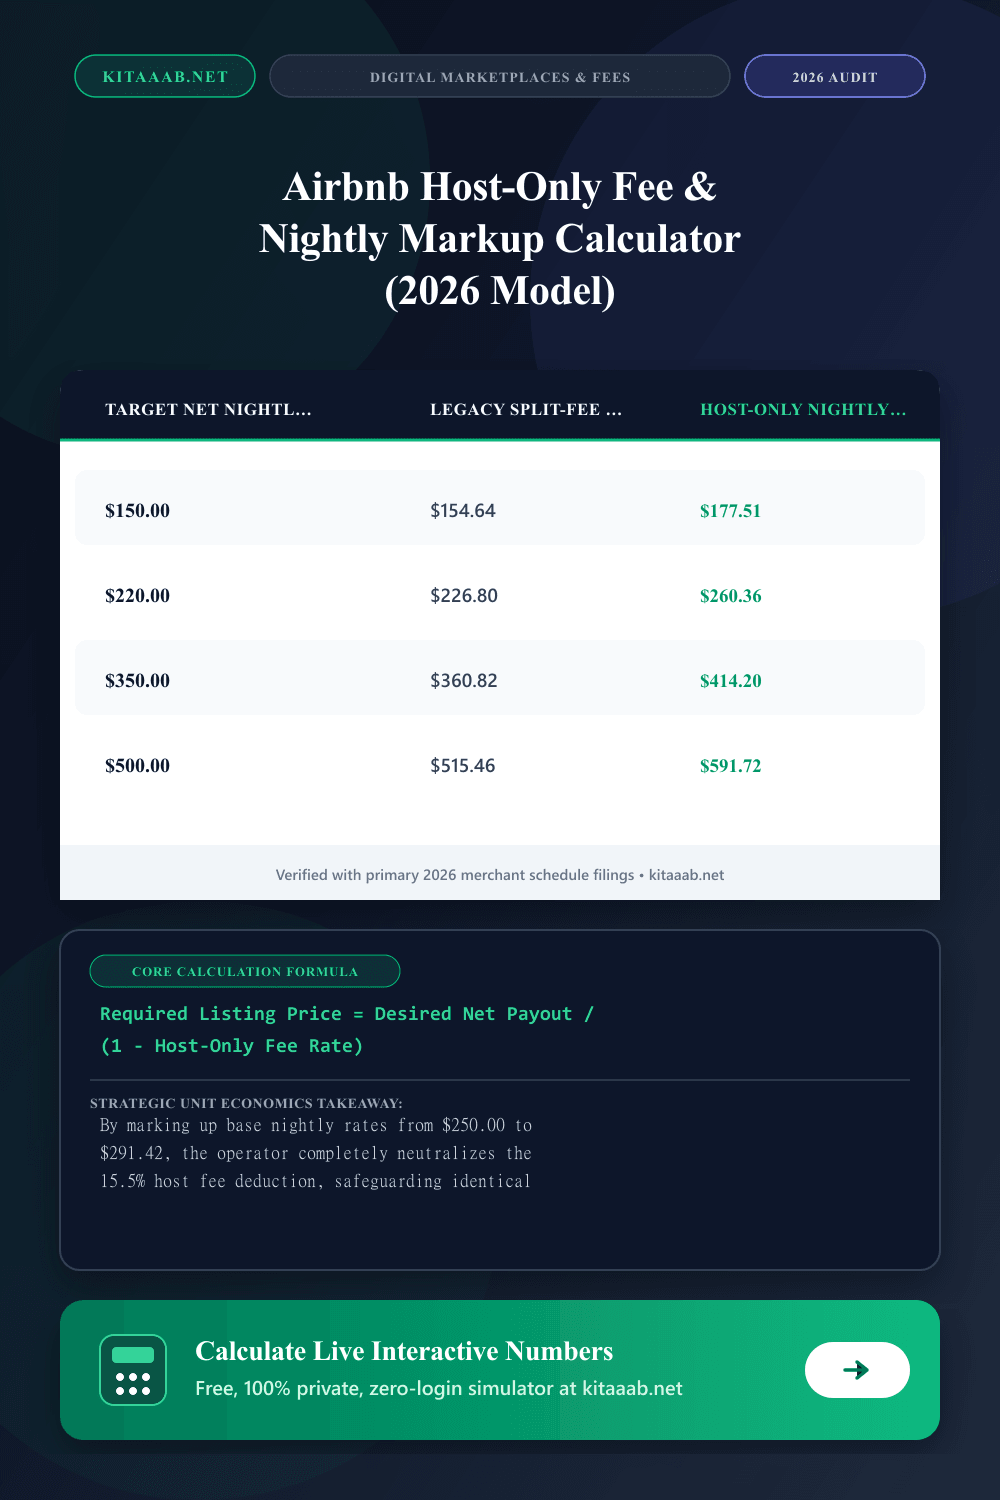 KITAAAB.NET
DIGITAL MARKETPLACES & FEES
2026 AUDIT
Airbnb Host-Only Fee &
Nightly Markup Calculator
(2026 Model)
TARGET NET NIGHTL... LEGACY SPLIT-FEE ... HOST-ONLY NIGHTLY...
$150.00 $154.64 $177.51
$220.00 $226.80 $260.36
$350.00 $360.82 $414.20
$500.00 $515.46 $591.72
Verified with primary 2026 merchant schedule filings • kitaaab.net
CORE CALCULATION FORMULA
Required Listing Price = Desired Net Payout /
(1 - Host-Only Fee Rate)
STRATEGIC UNIT ECONOMICS TAKEAWAY:
By marking up base nightly rates from $250.00 to
$291.42, the operator completely neutralizes the
15.5% host fee deduction, safeguarding identical
Calculate Live Interactive Numbers
Free, 100% private, zero-login simulator at kitaaab.net